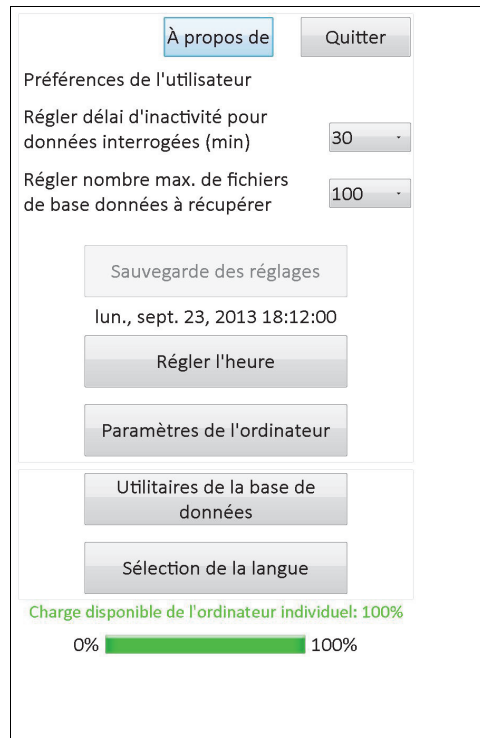 À propos de
Quitter
Préférences de l'utilisateur
Régler délai d'inactivité pour
données interrogées (min)
30
Régler nombre max. de fichiers
de base données à récupérer
100
Sauvegarde des réglages
lun., sept. 23, 2013 18:12:00
Régler l'heure
Paramètres de l'ordinateur
Utilitaires de la base de
données
Sélection de la langue
Charge disponible de l'ordinateur individuel: 100%
0%
100%